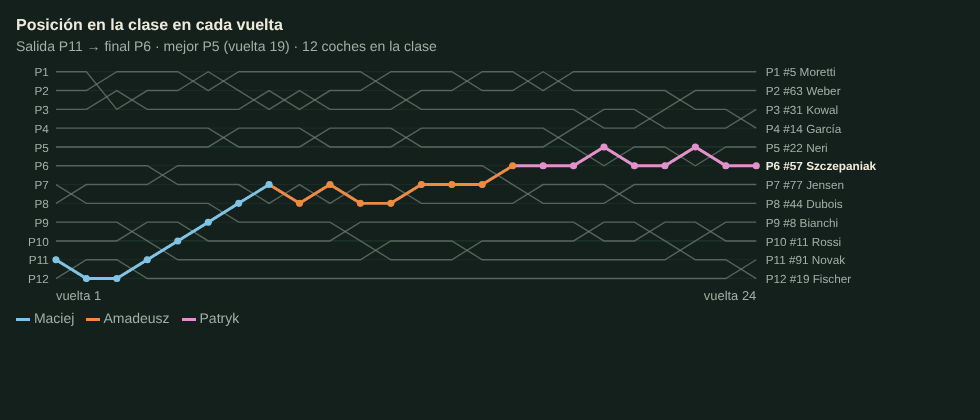 Posición en la clase en cada vuelta
Salida P11 → final P6 · mejor P5 (vuelta 19) · 12 coches en la clase
P1 P1 #5 Moretti
P2 P2 #63 Weber
P3 P3 #31 Kowal
P4 P4 #14 García
P5 P5 #22 Neri
P6 P6 #57 Szczepaniak
P7 P7 #77 Jensen
P8 P8 #44 Dubois
P9 P9 #8 Bianchi
P10 P10 #11 Rossi
P11 P11 #91 Novak
P12 P12 #19 Fischer
vuelta 1 vuelta 24
Maciej Amadeusz Patryk